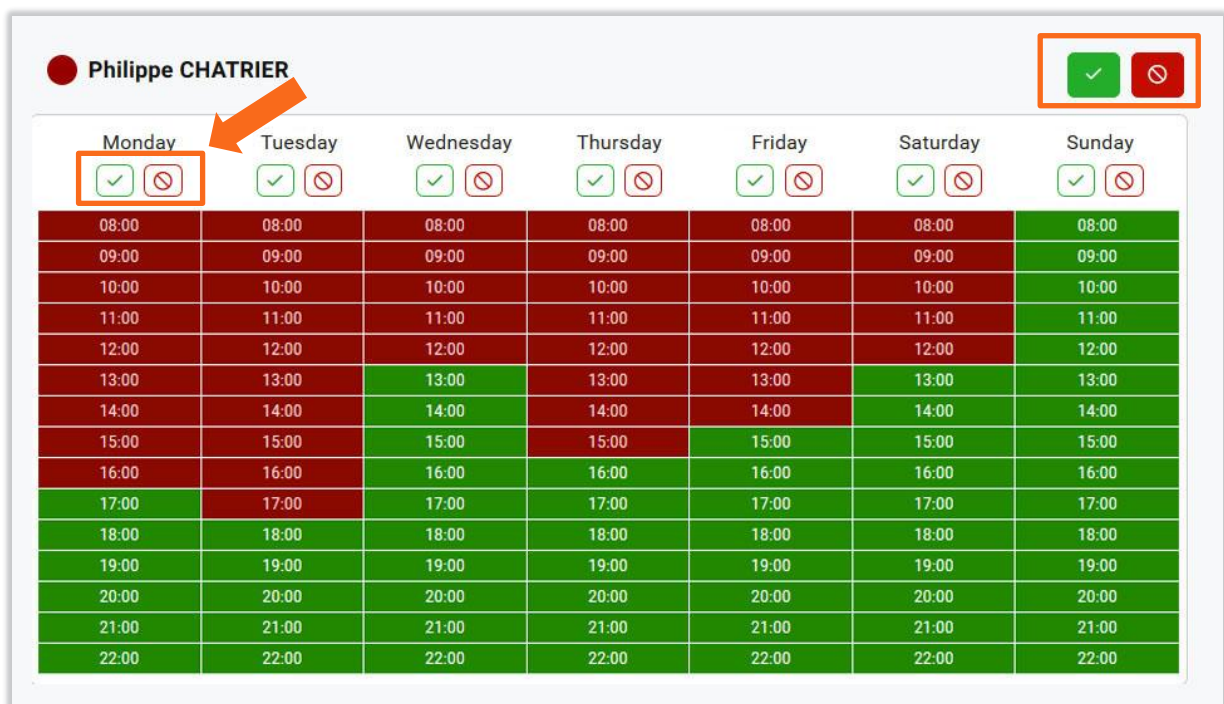 Philippe CHATRIER
Monday Tuesday Wednesday Thursday Friday Saturday Sunday
08:00 08:00 08:00 08:00 08:00 08:00 08:00
09:00 09:00 09:00 09:00 09:00 09:00 09:00
10:00 10:00 10:00 10:00 10:00 10:00 10:00
11:00 11:00 11:00 11:00 11:00 11:00 11:00
12:00 12:00 12:00 12:00 12:00 12:00 12:00
13:00 13:00 13:00 13:00 13:00 13:00 13:00
14:00 14:00 14:00 14:00 14:00 14:00 14:00
15:00 15:00 15:00 15:00 15:00 15:00 15:00
16:00 16:00 16:00 16:00 16:00 16:00 16:00
17:00 17:00 17:00 17:00 17:00 17:00 17:00
18:00 18:00 18:00 18:00 18:00 18:00 18:00
19:00 19:00 19:00 19:00 19:00 19:00 19:00
20:00 20:00 20:00 20:00 20:00 20:00 20:00
21:00 21:00 21:00 21:00 21:00 21:00 21:00
22:00 22:00 22:00 22:00 22:00 22:00 22:00